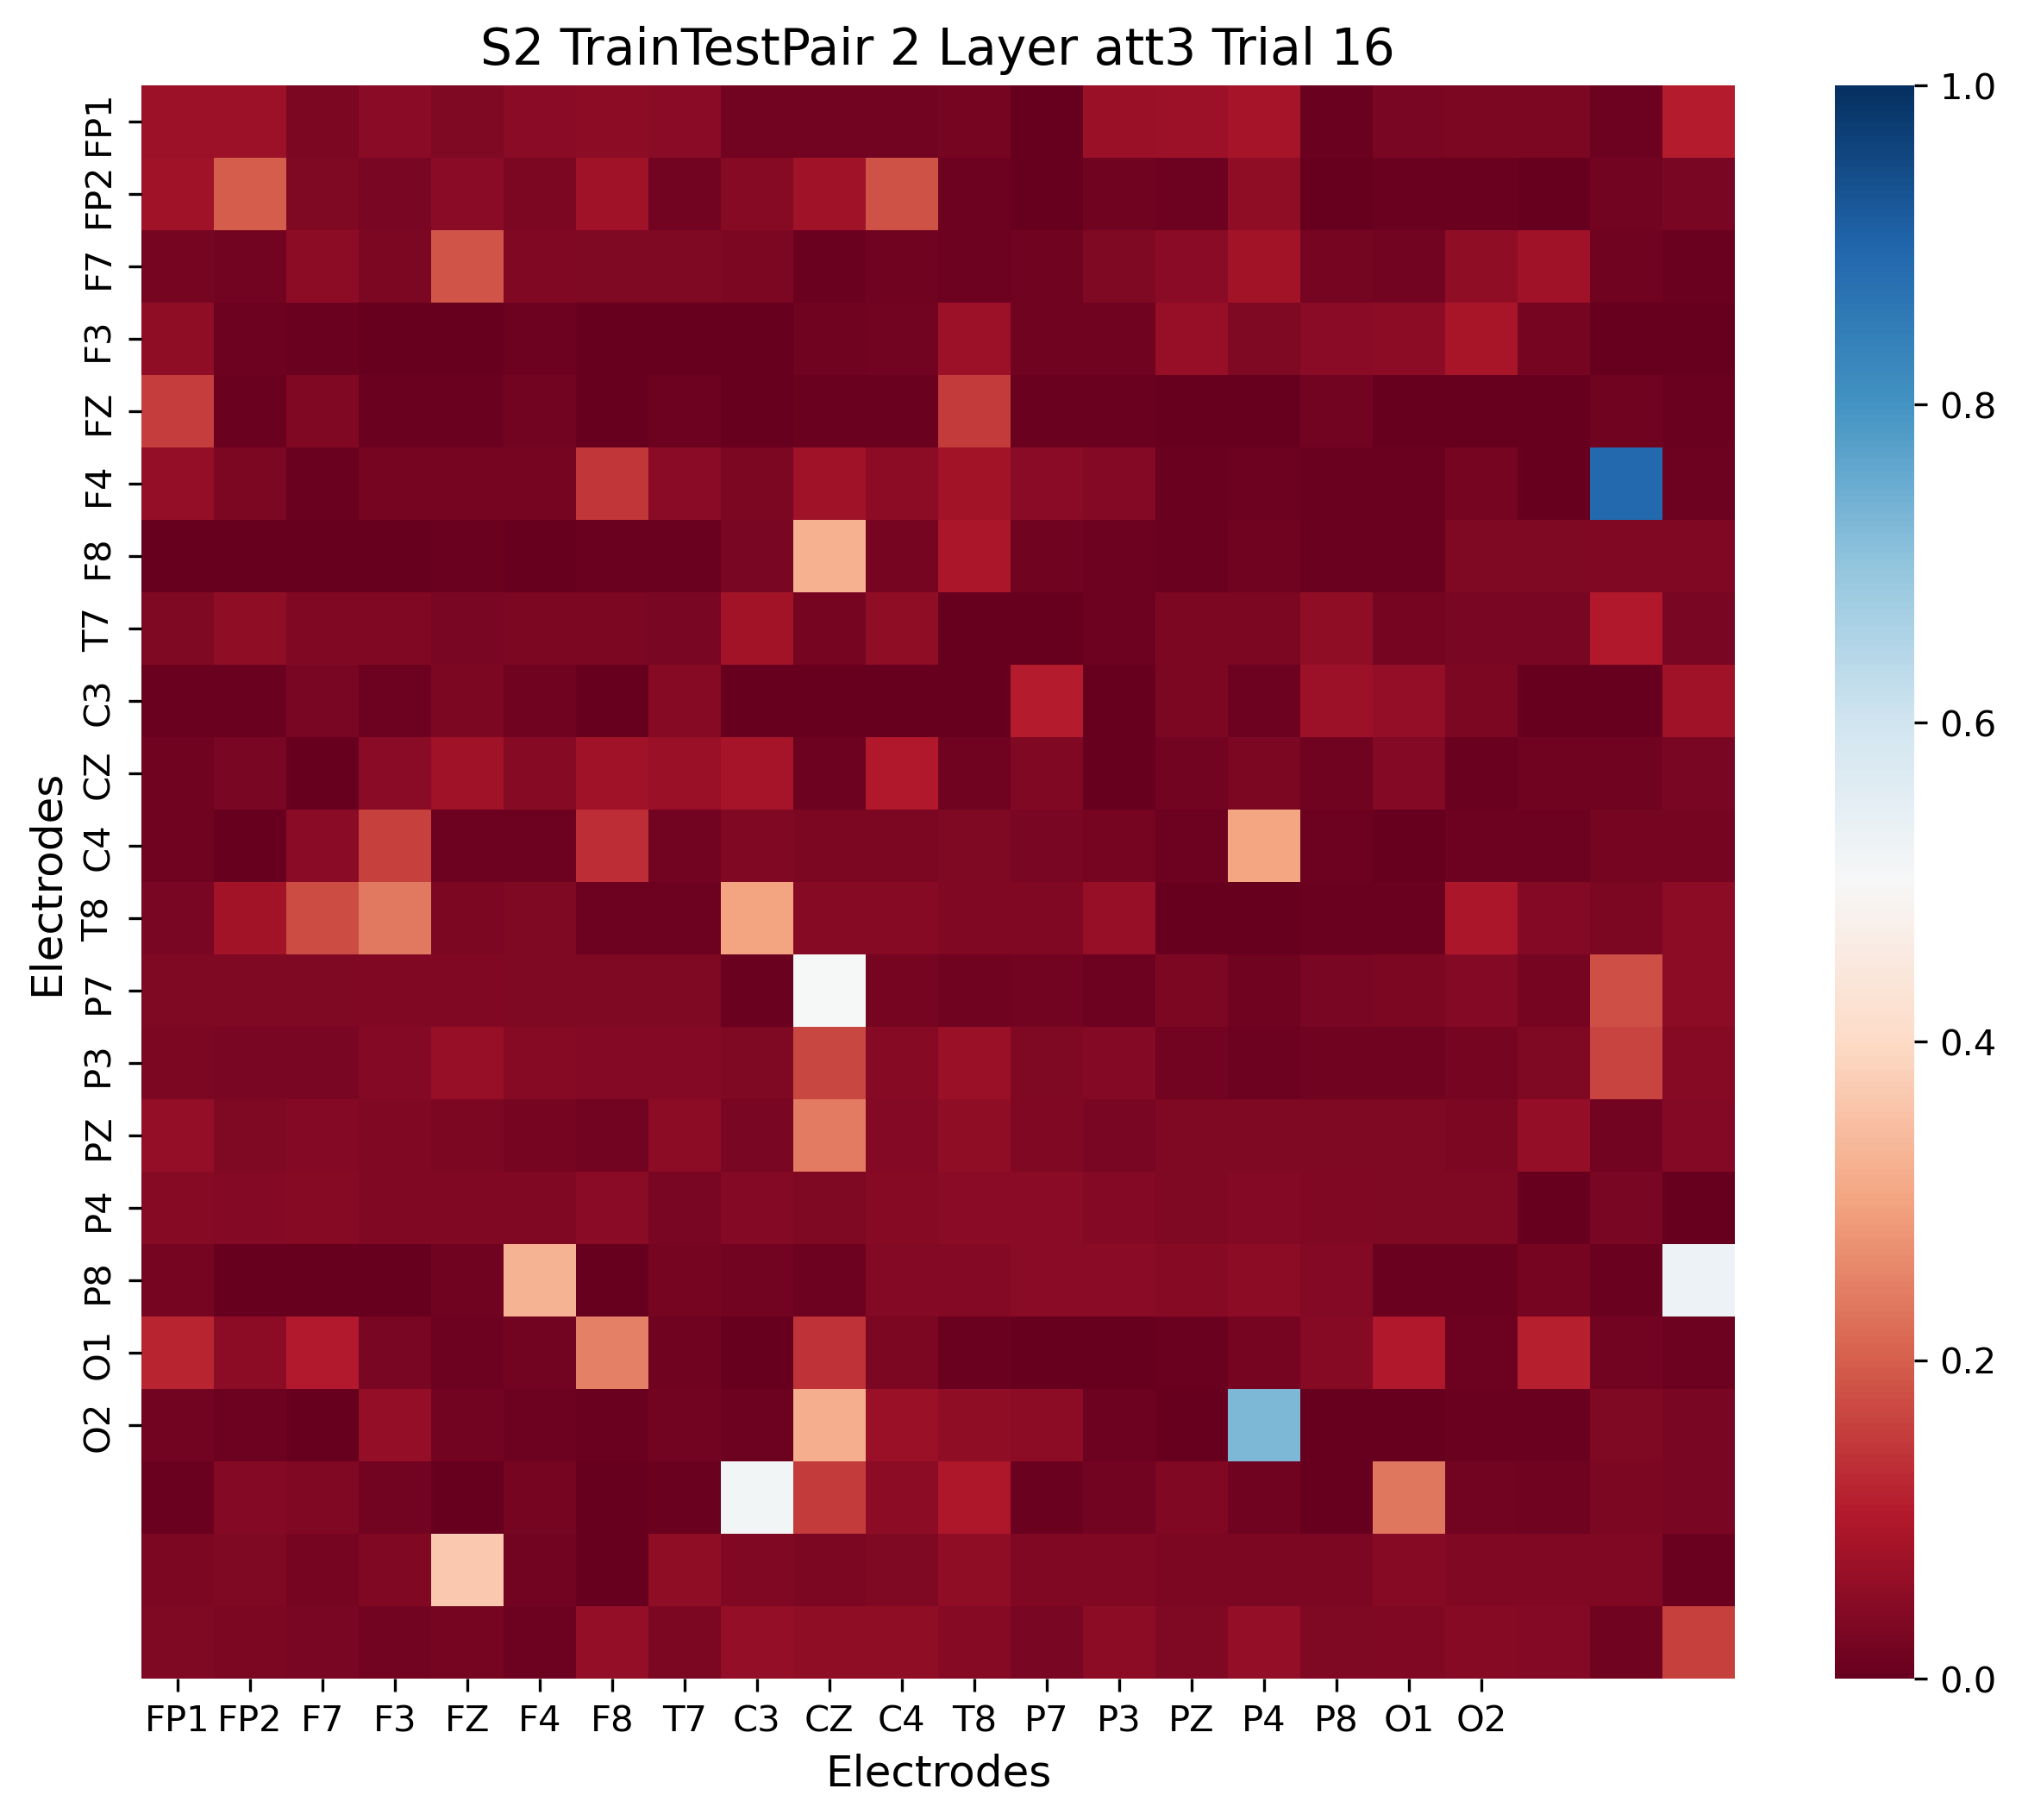 S2 TrainTestPair 2 Layer att3 Trial 16
Electrodes
FP1
FP2
F7
F3
FZ
F4
F8
T7
C3
CZ
C4
T8
P7
P3
PZ
P4
P8
O1
O2
FP1 FP2 F7 F3 FZ F4 F8 T7 C3 CZ C4 T8 P7 P3 PZ P4 P8 O1 O2
Electrodes
1.0
0.8
0.6
0.4
0.2
0.0